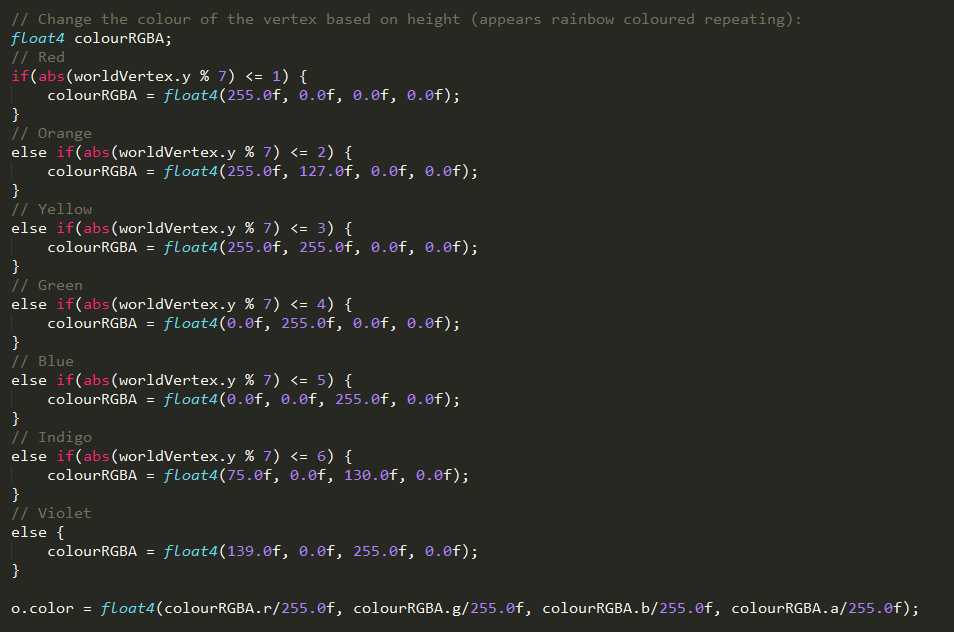 // Change the colour of the vertex based on height (appears rainbow coloured repeating):
float4 colourRGBA;
// Red
if(abs(worldVertex.y % 7) <= 1) {
    colourRGBA = float4(255.0f, 0.0f, 0.0f, 0.0f);
}
// Orange
else if(abs(worldVertex.y % 7) <= 2) {
    colourRGBA = float4(255.0f, 127.0f, 0.0f, 0.0f);
}
// Yellow
else if(abs(worldVertex.y % 7) <= 3) {
    colourRGBA = float4(255.0f, 255.0f, 0.0f, 0.0f);
}
// Green
else if(abs(worldVertex.y % 7) <= 4) {
    colourRGBA = float4(0.0f, 255.0f, 0.0f, 0.0f);
}
// Blue
else if(abs(worldVertex.y % 7) <= 5) {
    colourRGBA = float4(0.0f, 0.0f, 255.0f, 0.0f);
}
// Indigo
else if(abs(worldVertex.y % 7) <= 6) {
    colourRGBA = float4(75.0f, 0.0f, 130.0f, 0.0f);
}
// Violet
else {
    colourRGBA = float4(139.0f, 0.0f, 255.0f, 0.0f);
}

o.color = float4(colourRGBA.r/255.0f, colourRGBA.g/255.0f, colourRGBA.b/255.0f, colourRGBA.a/255.0f);